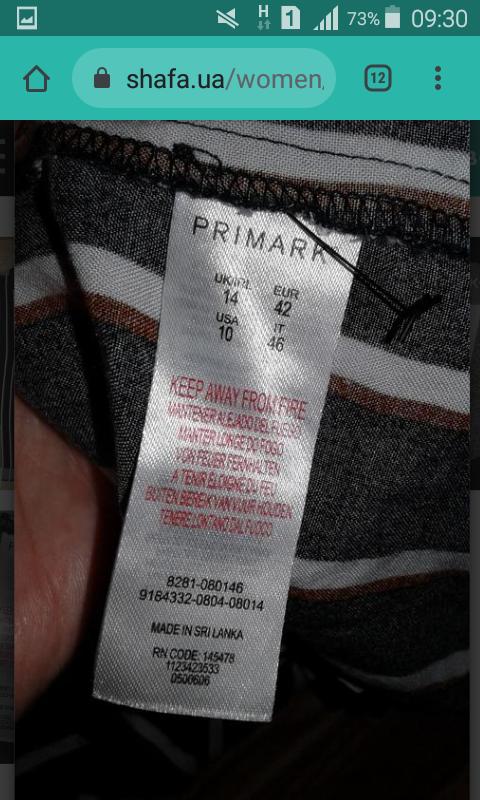 H
1
73%
09:30
shafa.ua/women
12
PRIMARK
UK/IRL EUR
14 42
USA IT
10 46
KEEP AWAY FROM FIRE
MANTENER ALEJADO DEL FUEGO
MANTER LONGE DO FOGO
VON FEUER FERNHALTEN
A TENIR ELOIGNE DU FEU
BUITEN BEREIK VAN VUUR HOUDEN
TENERE LONTANO DAL FUOCO
8281-080146
9184332-0804-08014
MADE IN SRI LANKA
RN CODE: 145478
1123423533
0500606